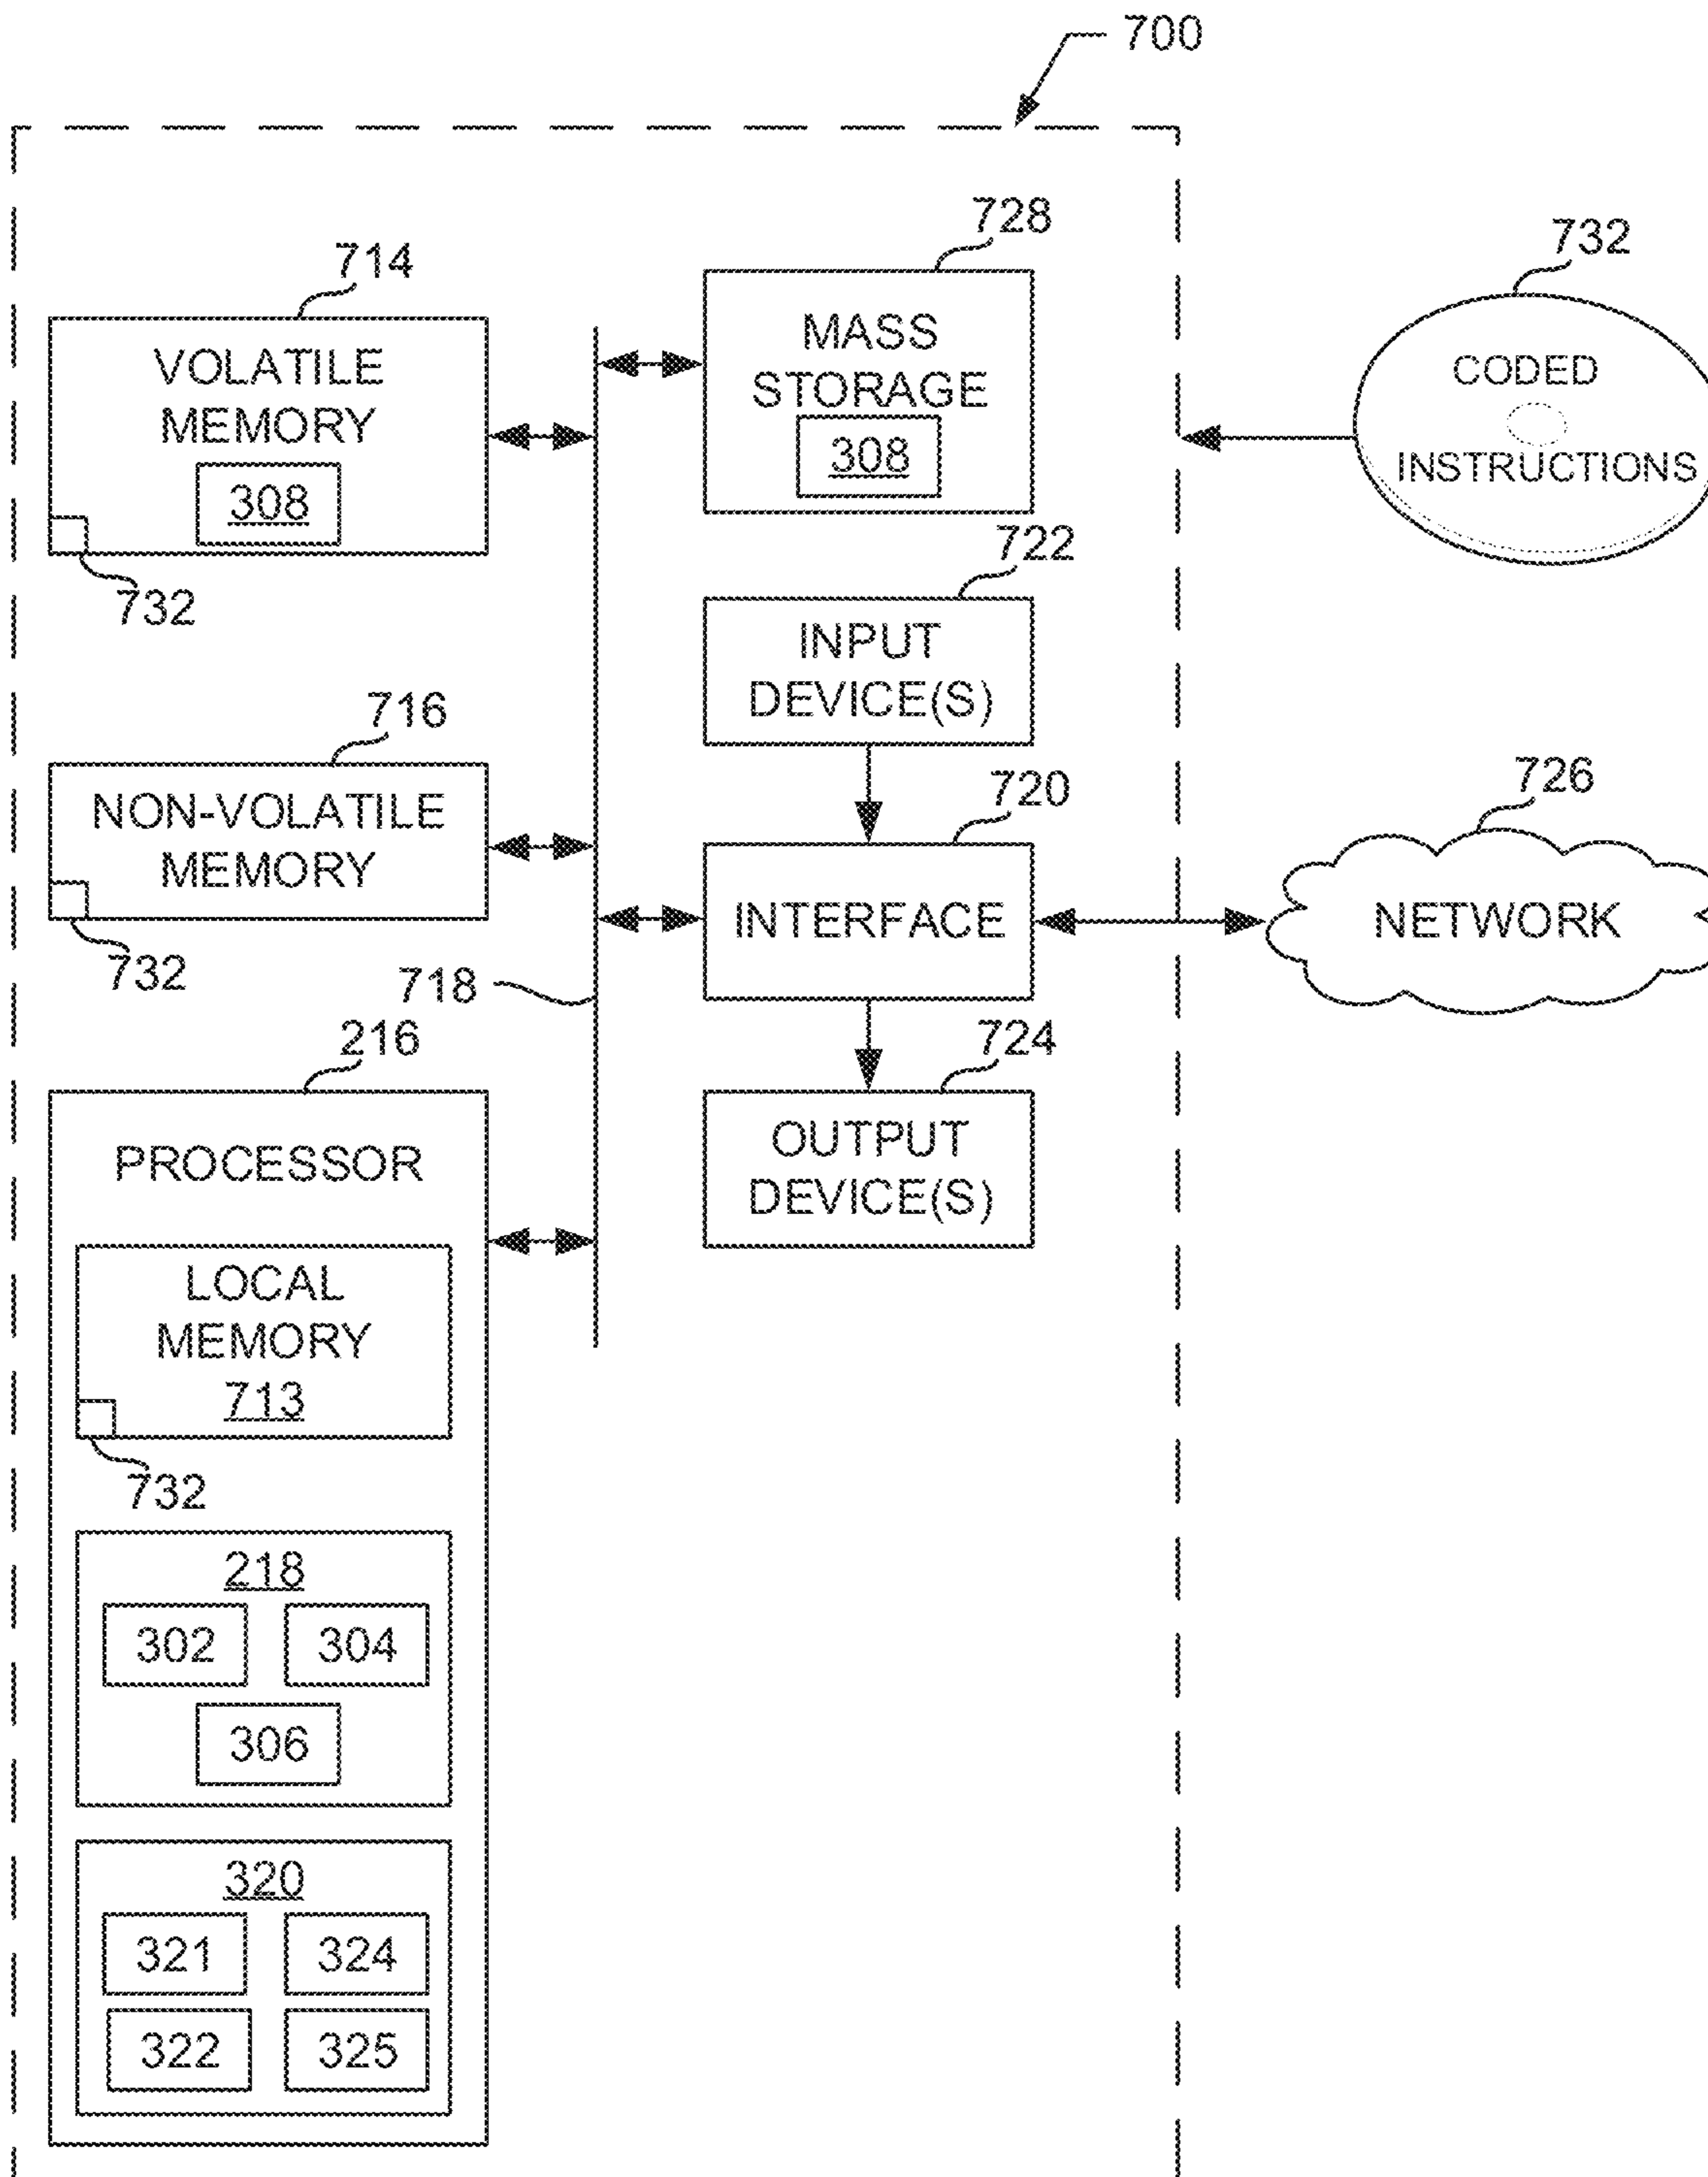 700
728
714
732
MASS
STORAGE
308
VOLATILE
MEMORY
308
732
CODED
INSTRUCTIONS
722
INPUT
DEVICE(S)
716
NON-VOLATILE
MEMORY
732
720
INTERFACE
726
NETWORK
718
216
724
OUTPUT
DEVICE(S)
PROCESSOR
LOCAL
MEMORY
713
732
218
302 304
306
320
321 324
322 325